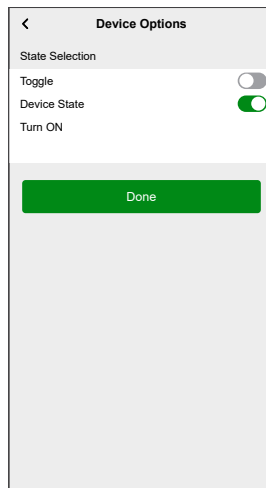 Device Options
State Selection
Toggle
Device State
Turn ON
Done